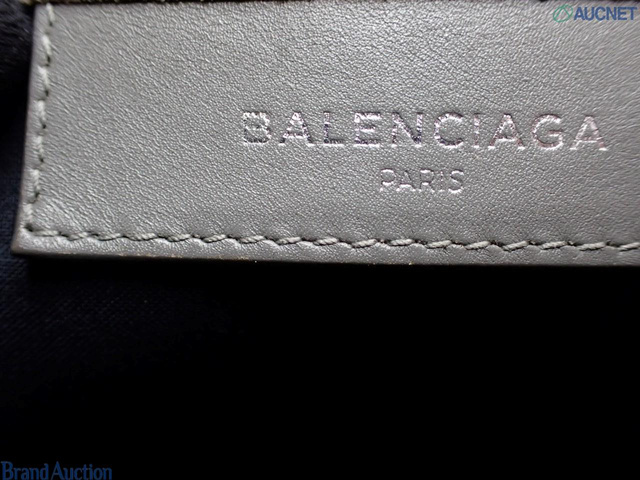 AUCNET
BALENCIAGA
PARIS
Brand Auction